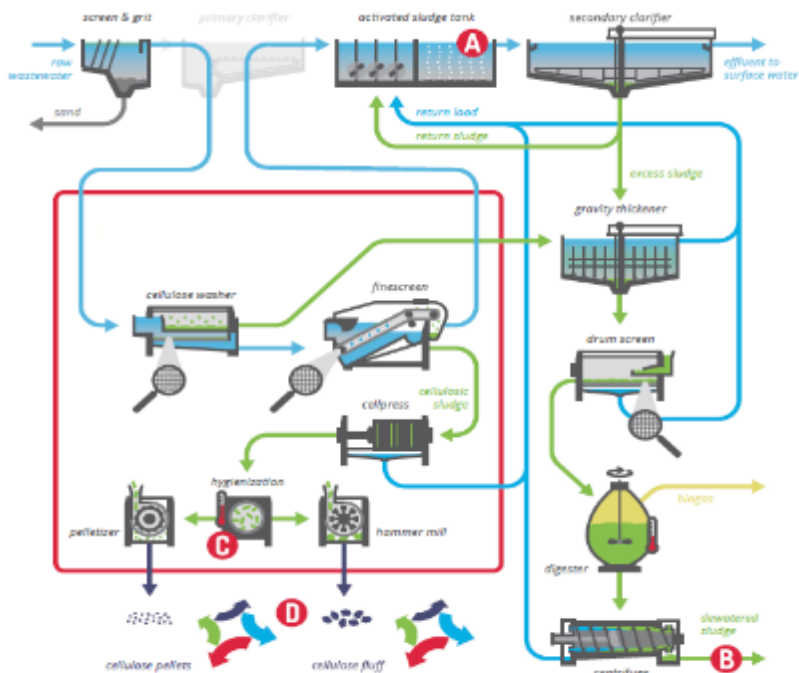 screen & grit
primary clarifier
activated sludge tank
secondary clarifier
A
raw
wastewater
effluent to
surface water
sand
return load
return sludge
excess sludge
gravity thickener
cellulose washer
finescreen
drum screen
cellulosic
sludge
cellpress
hygienization
pelletizer
C
hammer mill
biogas
digester
D
dewatered
sludge
B
cellulose pellets
cellulose fluff
centrifuge